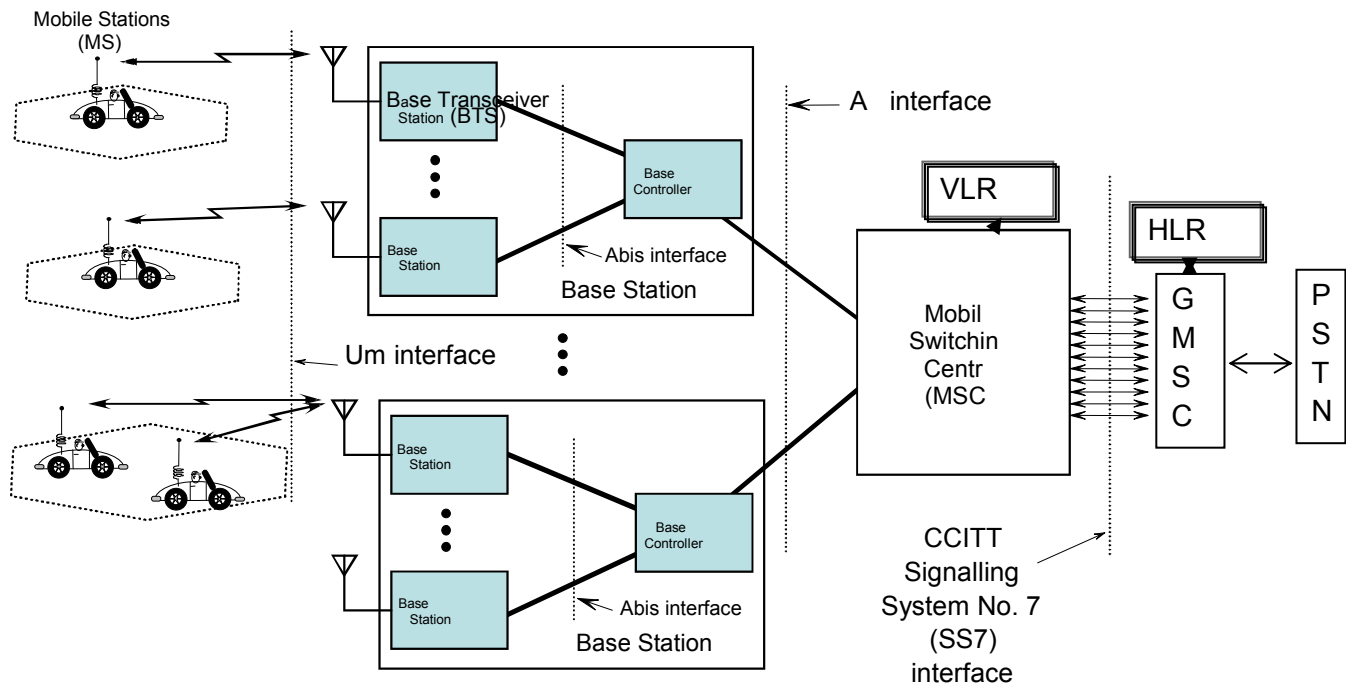 Mobile Stations
(MS)
Base Transceiver
Station (BTS)
Base
Station
Base
Controller
Abis interface
Base Station
Um interface
A interface
VLR
HLR
Mobil
Switchin
Centr
(MSC
G
M
S
C
P
S
T
N
Base
Station
Base
Station
Base
Controller
Abis interface
Base Station
CCITT
Signalling
System No. 7
(SS7)
interface